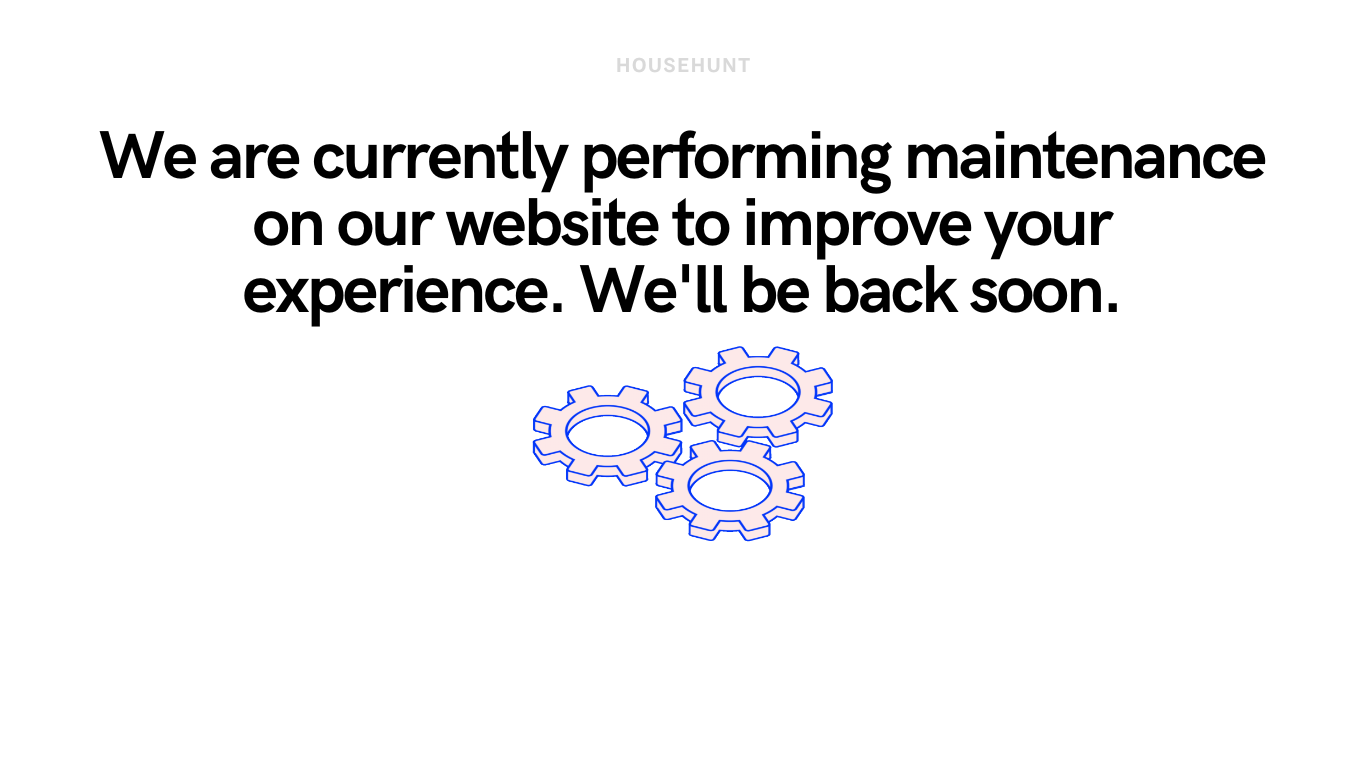 HOUSEHUNT
We are currently performing maintenance
on our website to improve your
experience. We'll be back soon.